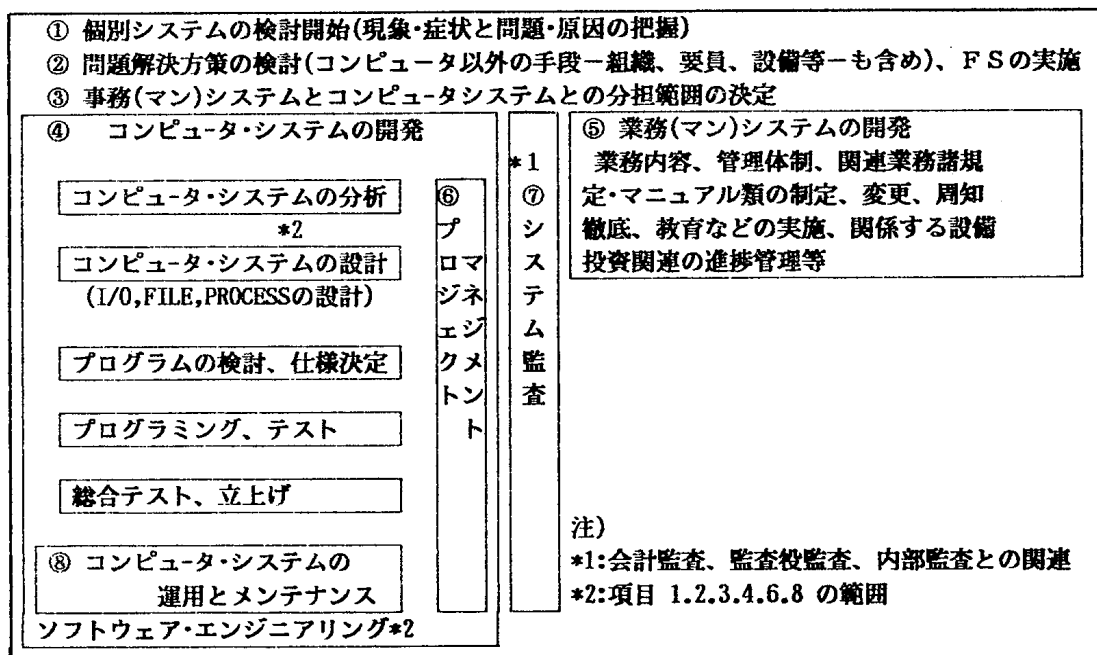 ① 個別システムの検討開始(現象・症状と問題・原因の把握)
② 問題解決方策の検討(コンピュータ以外の手段－組織、要員、設備等－も含め)、ＦＳの実施
③ 事務(マン)システムとコンピュータシステムとの分担範囲の決定
④ コンピュータ・システムの開発
コンピュータ・システムの分析
*2
コンピュータ・システムの設計
(I/O,FILE,PROCESSの設計)
プログラムの検討、仕様決定
プログラミング、テスト
総合テスト、立上げ
⑧ コンピュータ・システムの
運用とメンテナンス
ソフトウェア・エンジニアリング*2
⑥プロジェクト
マネジメント
*1
⑦システム監査
⑤ 業務(マン)システムの開発
業務内容、管理体制、関連業務諸規
定・マニュアル類の制定、変更、周知
徹底、教育などの実施、関係する設備
投資関連の進捗管理等
注)
*1:会計監査、監査役監査、内部監査との関連
*2:項目 1.2.3.4.6.8 の範囲